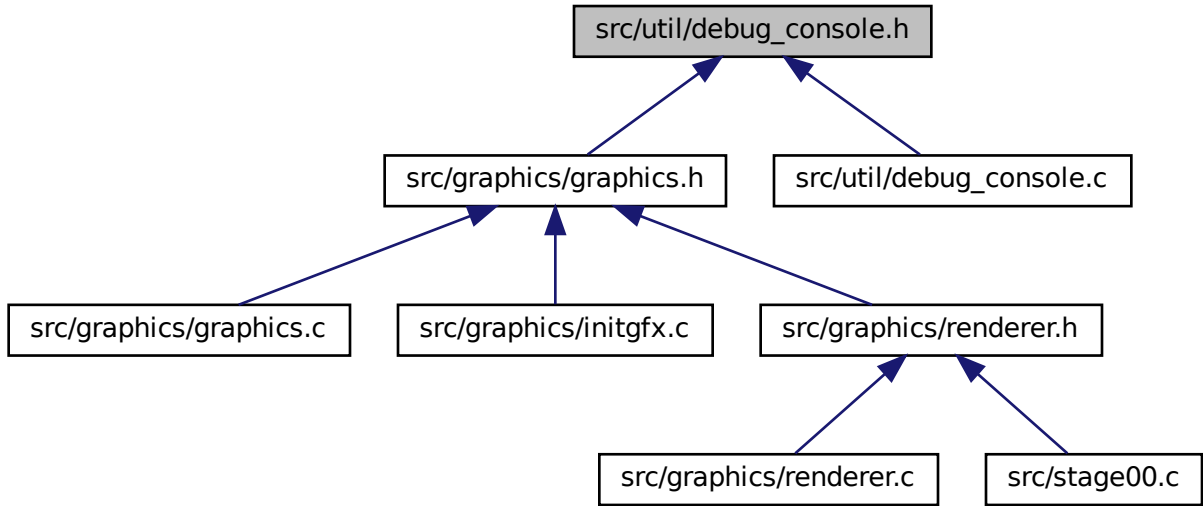 src/util/debug_console.h
src/graphics/graphics.h
src/util/debug_console.c
src/graphics/graphics.c
src/graphics/initgfx.c
src/graphics/renderer.h
src/graphics/renderer.c
src/stage00.c